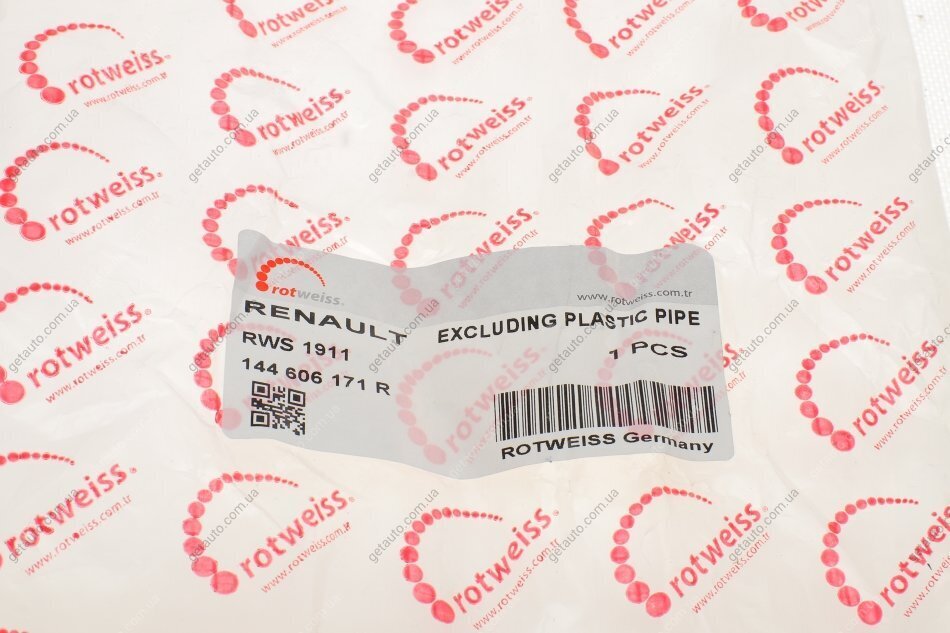 rotweiss®
www.rotweiss.com.tr
RENAULT
RWS 1911
144 606 171 R
EXCLUDING PLASTIC PIPE
1 PCS
ROTWEISS Germany
rotweiss®
www.rotweiss.com.tr
getauto.com.ua